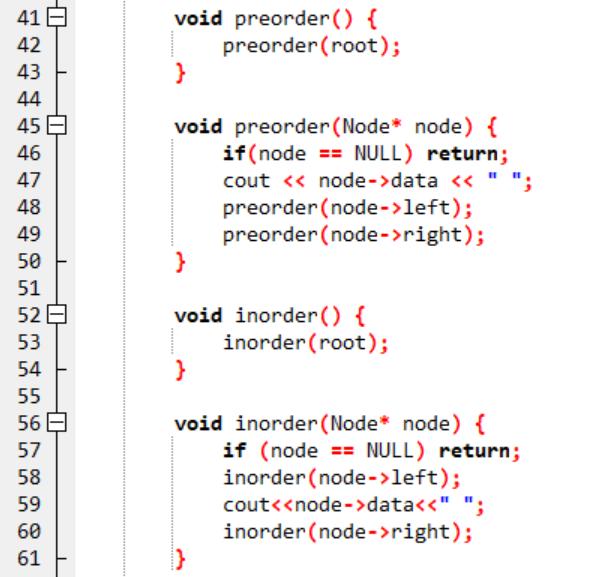 41 void preorder() {
42 preorder(root);
43 }
44
45 void preorder(Node* node) {
46 if(node == NULL) return;
47 cout << node->data << " ";
48 preorder(node->left);
49 preorder(node->right);
50 }
51
52 void inorder() {
53 inorder(root);
54 }
55
56 void inorder(Node* node) {
57 if (node == NULL) return;
58 inorder(node->left);
59 cout<<node->data<<" ";
60 inorder(node->right);
61 }